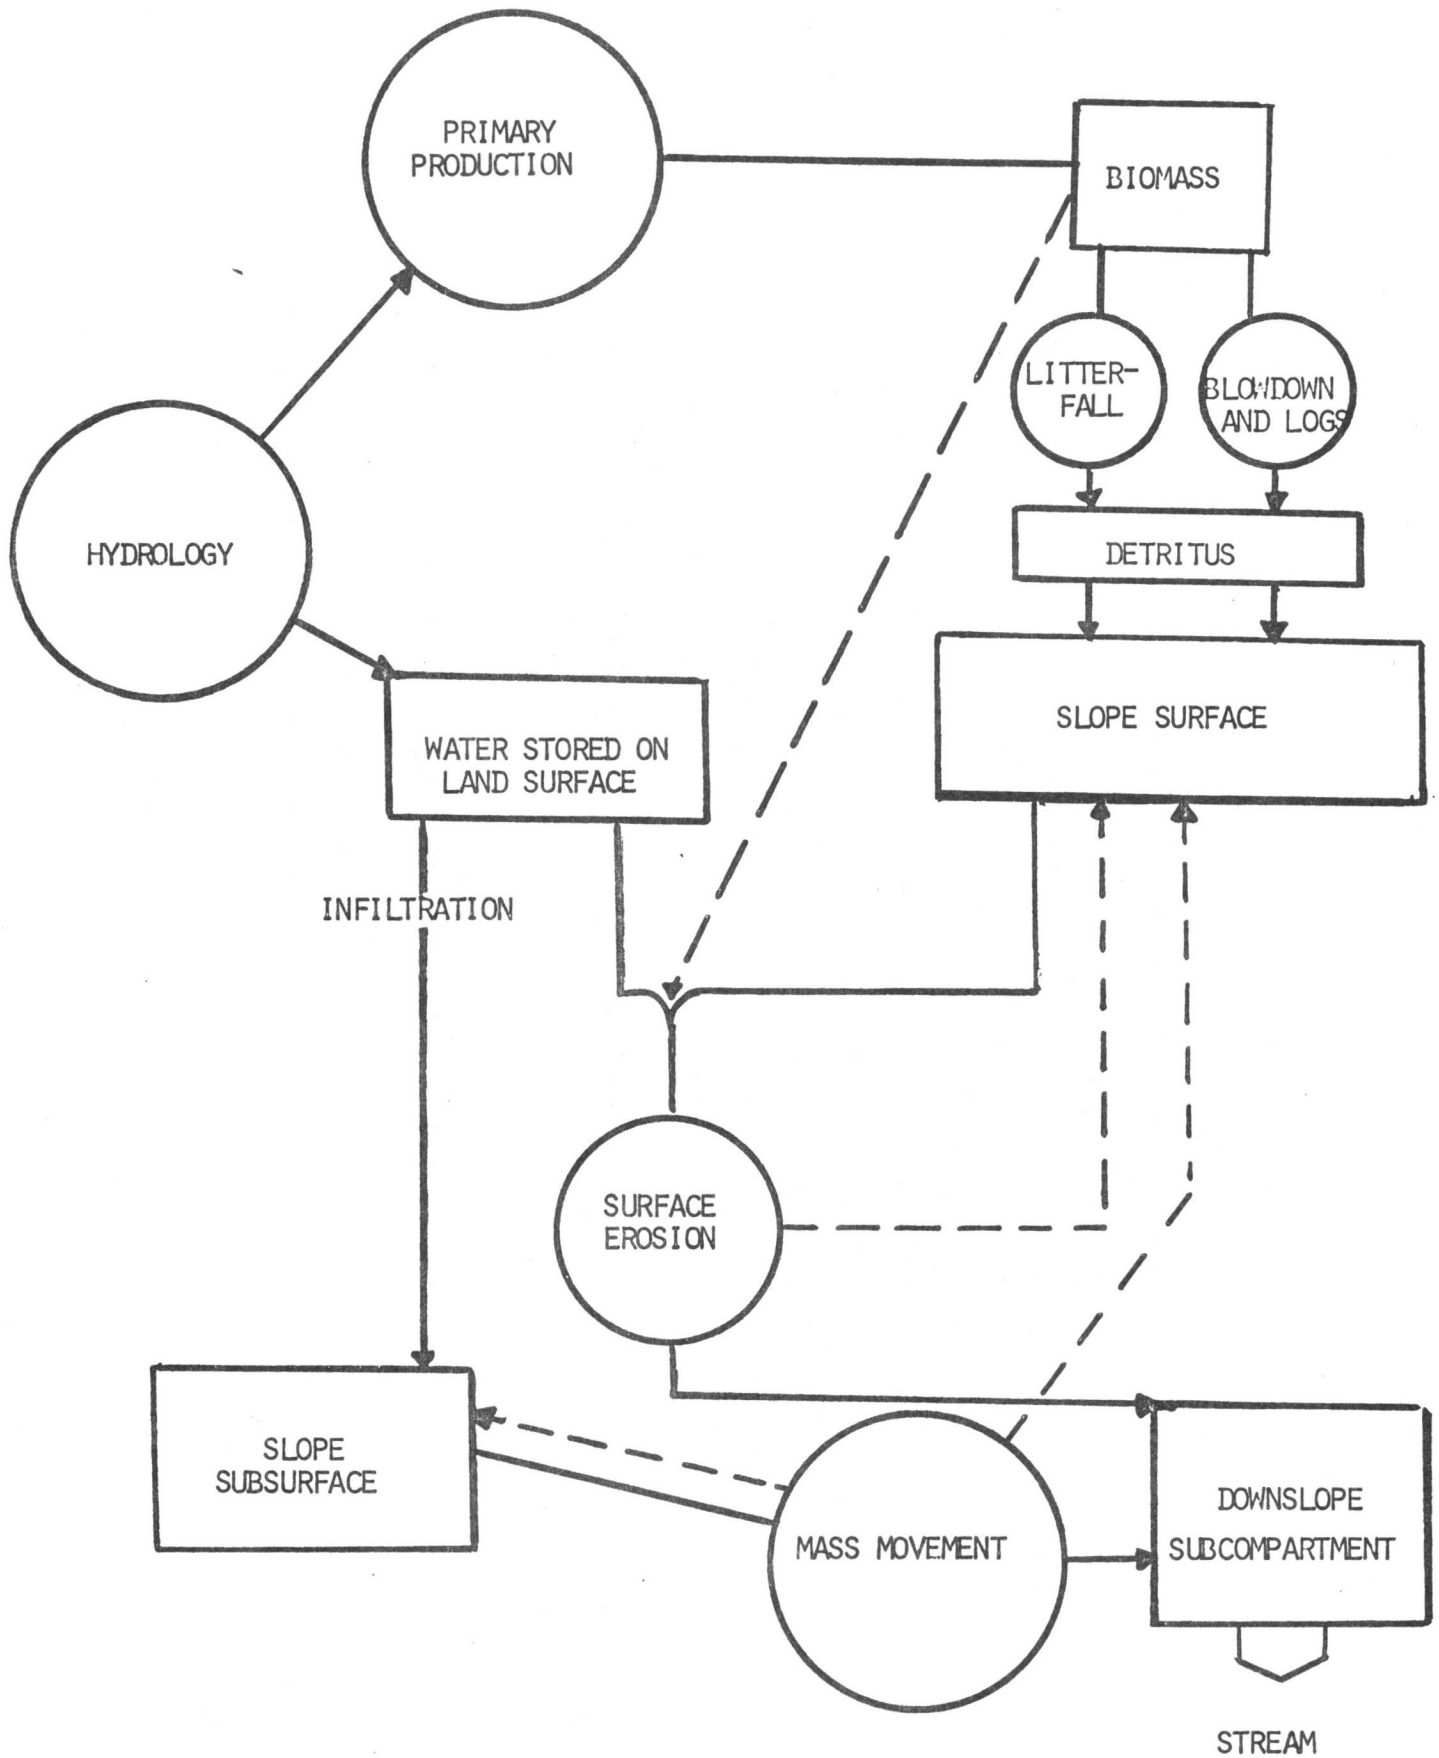 PRIMARY
PRODUCTION
BIOMASS
LITTER-
FALL
BLOWDOWN
AND LOGS
HYDROLOGY
DETRITUS
SLOPE SURFACE
WATER STORED ON
LAND SURFACE
INFILTRATION
SURFACE
EROSION
SLOPE
SUBSURFACE
MASS MOVEMENT
DOWNSLOPE
SUBCOMPARTMENT
STREAM